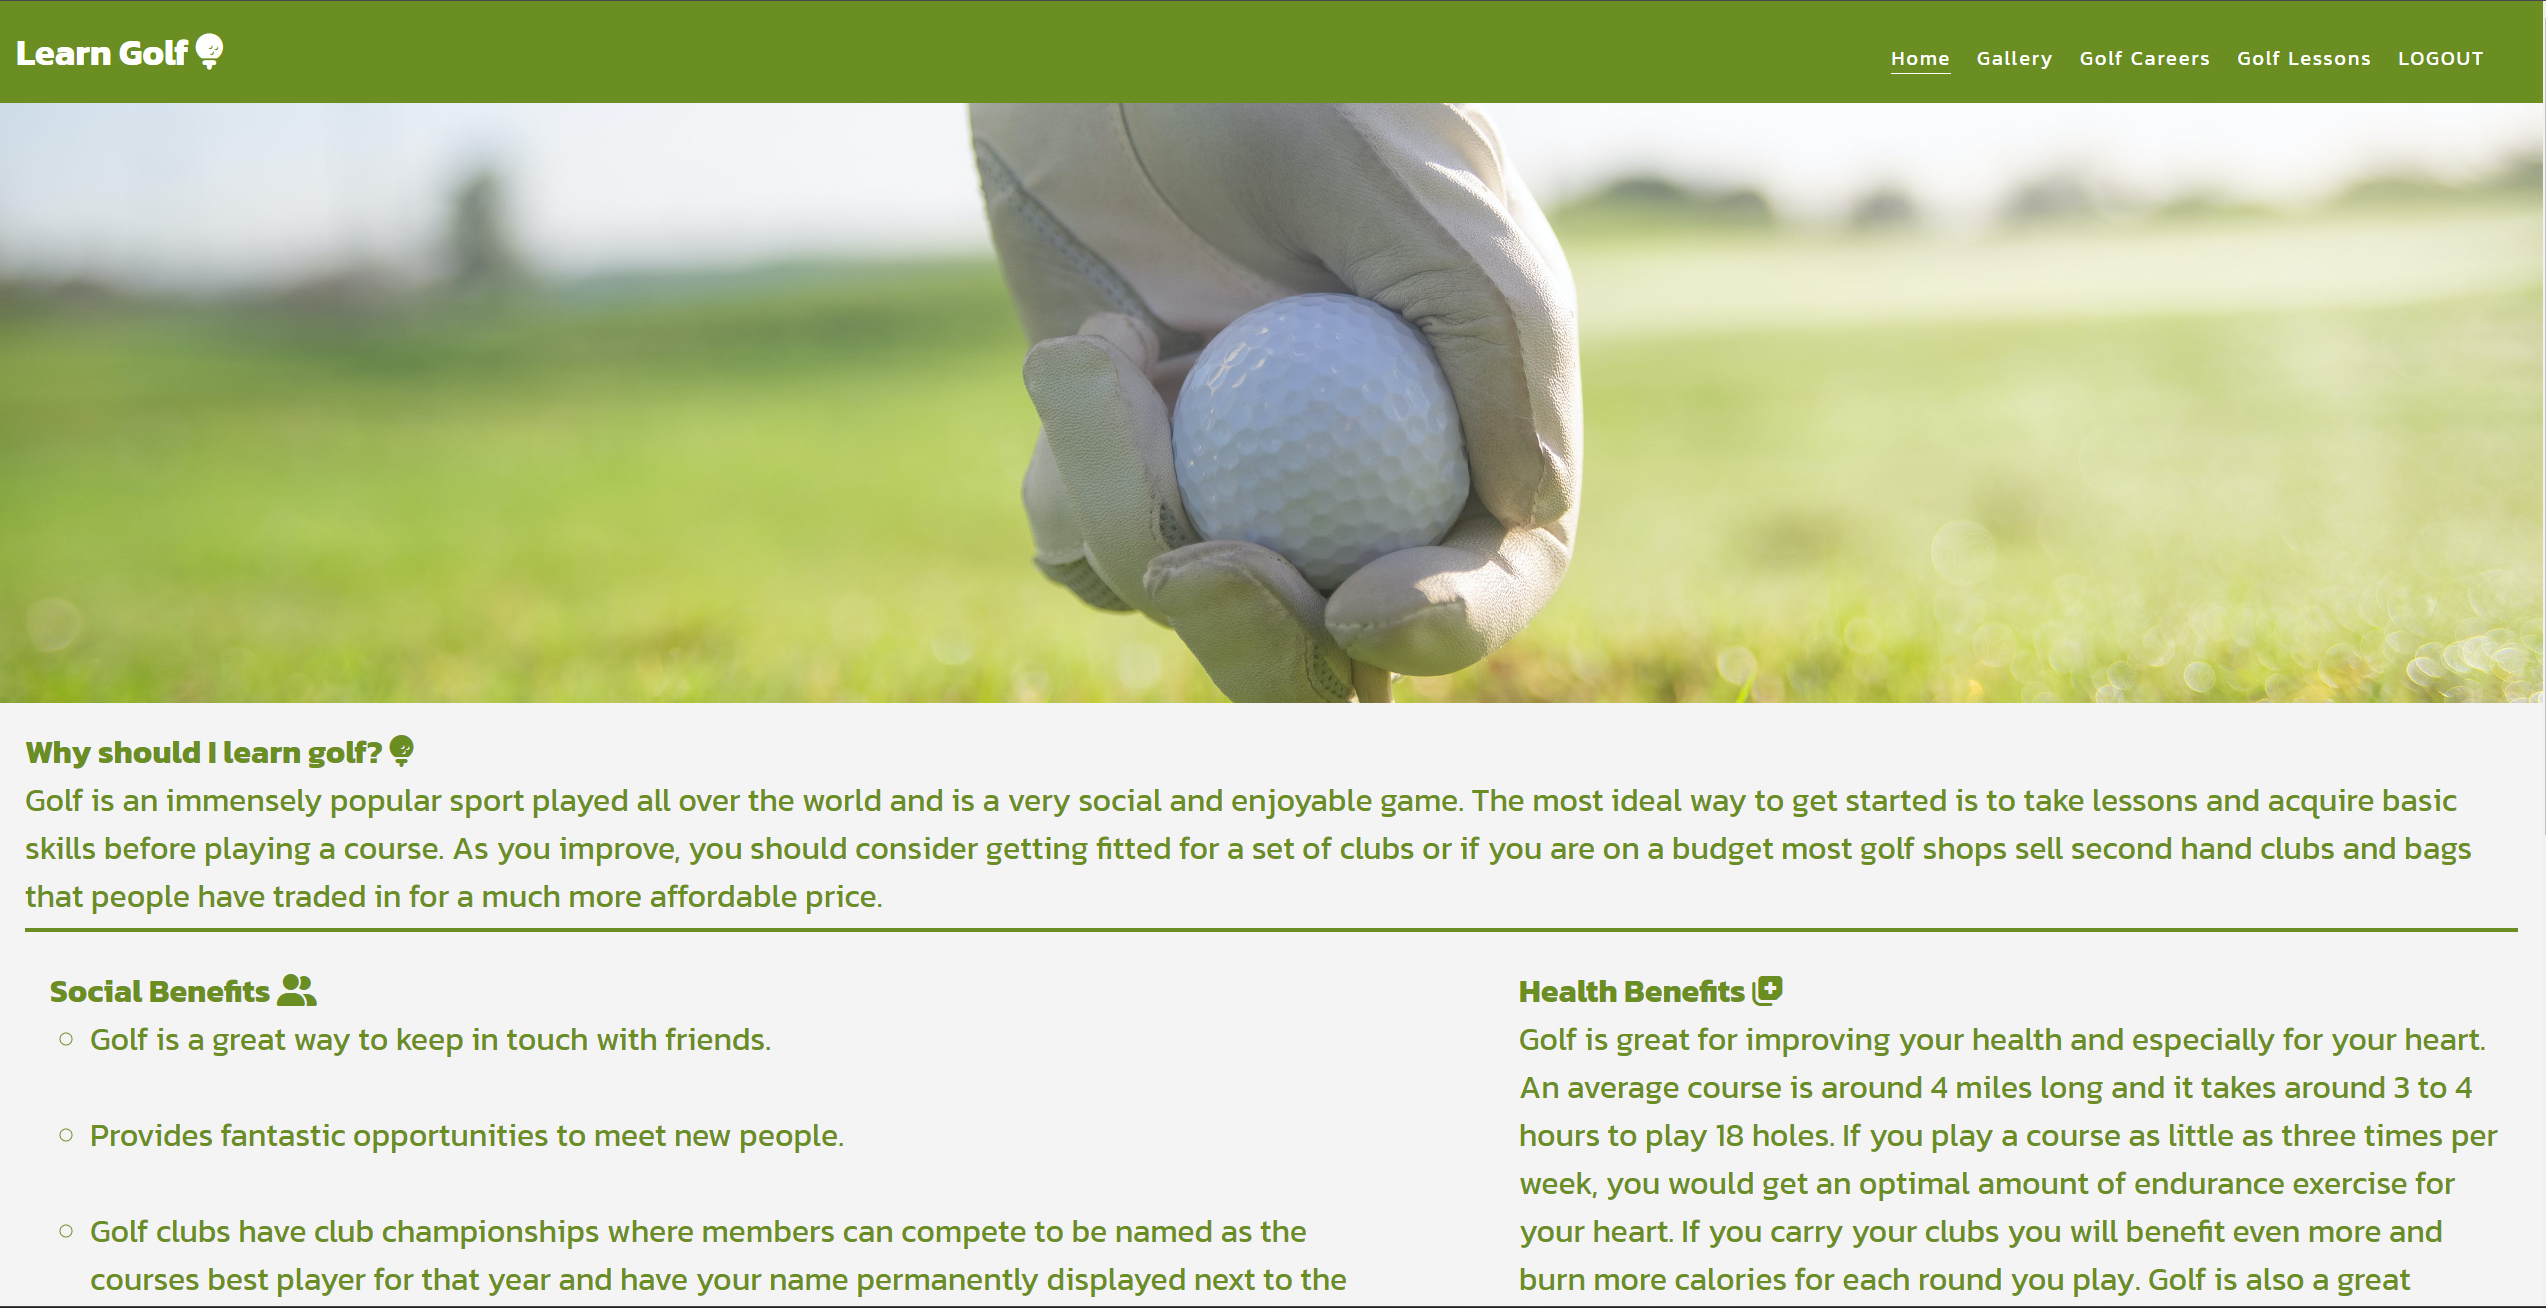 Learn Golf
Home Gallery Golf Careers Golf Lessons LOGOUT
Why should I learn golf?
Golf is an immensely popular sport played all over the world and is a very social and enjoyable game. The most ideal way to get started is to take lessons and acquire basic
skills before playing a course. As you improve, you should consider getting fitted for a set of clubs or if you are on a budget most golf shops sell second hand clubs and bags
that people have traded in for a much more affordable price.
Social Benefits
Golf is a great way to keep in touch with friends.
Provides fantastic opportunities to meet new people.
Golf clubs have club championships where members can compete to be named as the
courses best player for that year and have your name permanently displayed next to the
Health Benefits
Golf is great for improving your health and especially for your heart.
An average course is around 4 miles long and it takes around 3 to 4
hours to play 18 holes. If you play a course as little as three times per
week, you would get an optimal amount of endurance exercise for
your heart. If you carry your clubs you will benefit even more and
burn more calories for each round you play. Golf is also a great